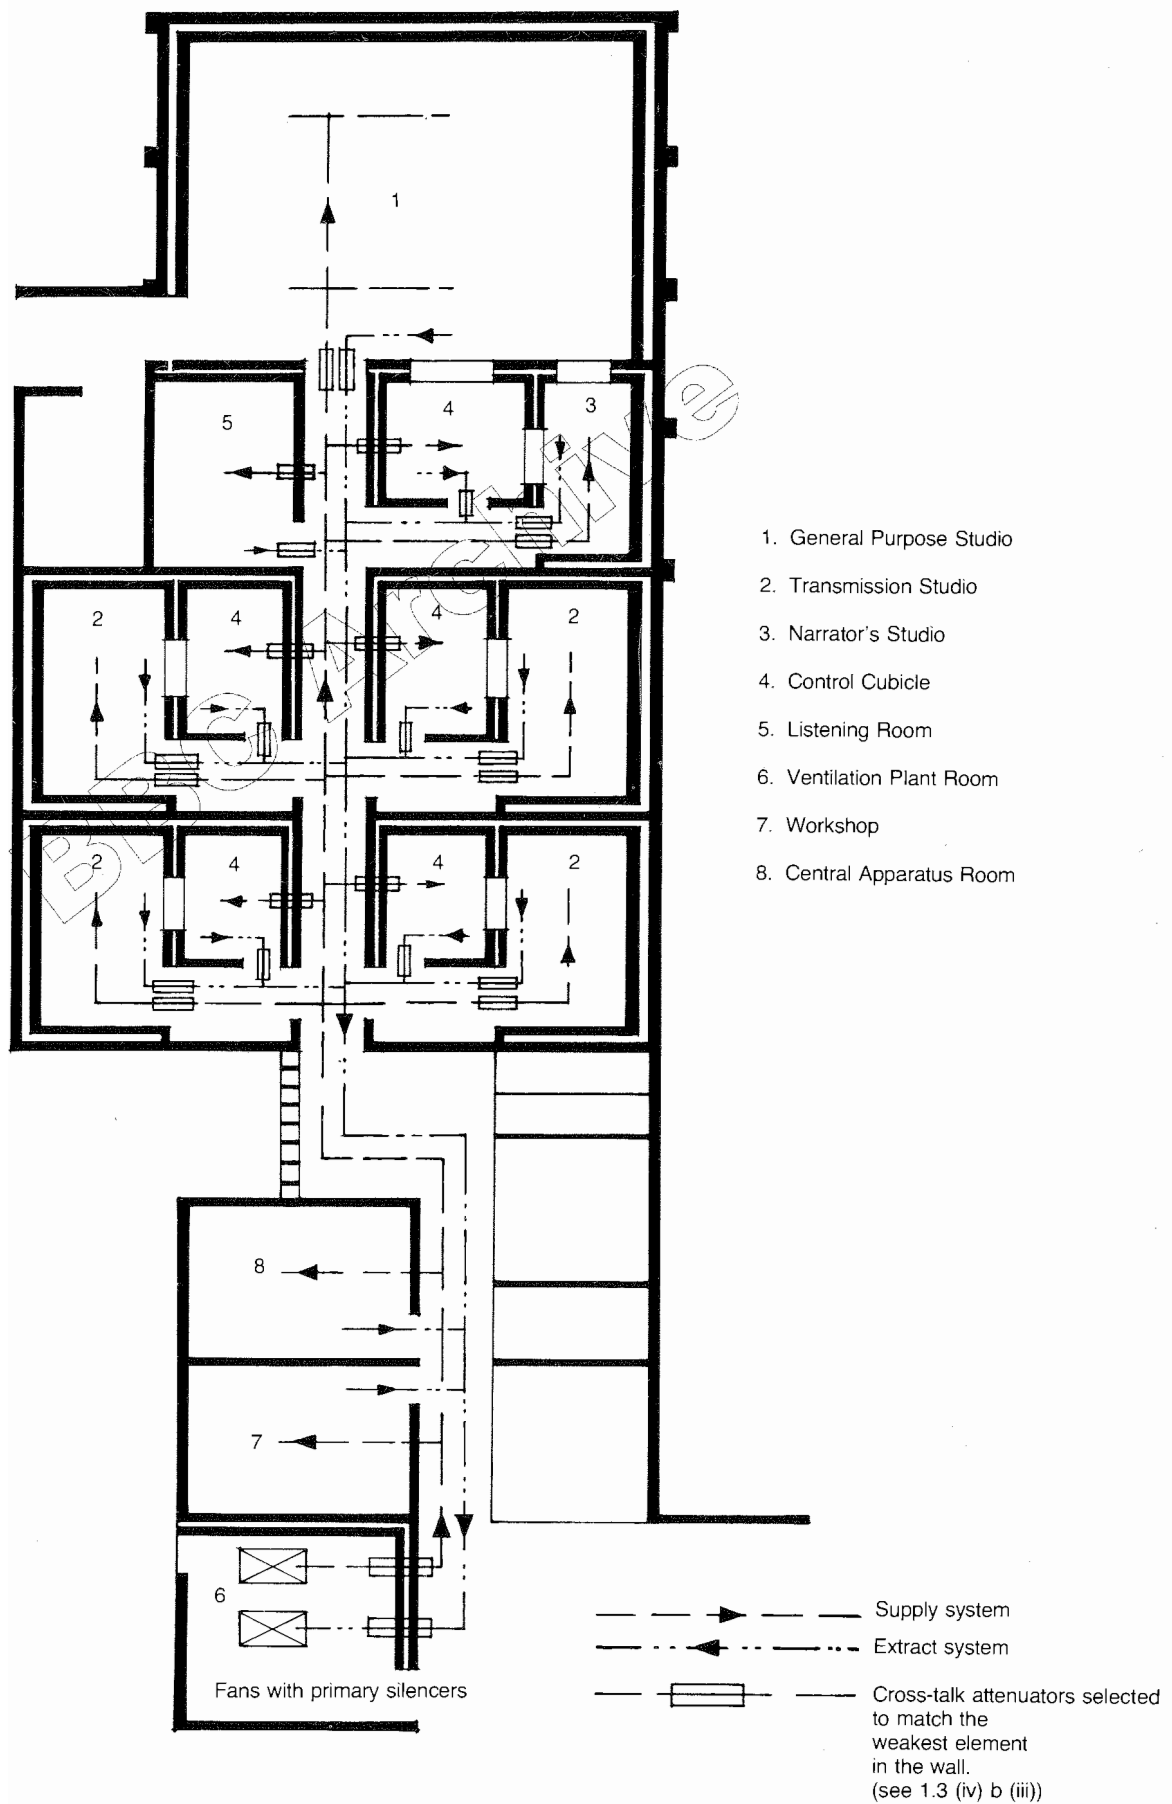 1
4
3
5
2
4
4
2
2
4
4
2
8
7
6
Fans with primary silencers
1. General Purpose Studio
2. Transmission Studio
3. Narrator's Studio
4. Control Cubicle
5. Listening Room
6. Ventilation Plant Room
7. Workshop
8. Central Apparatus Room
Supply system
Extract system
Cross-talk attenuators selected
to match the
weakest element
in the wall.
(see 1.3 (iv) b (iii))
BBC Archive